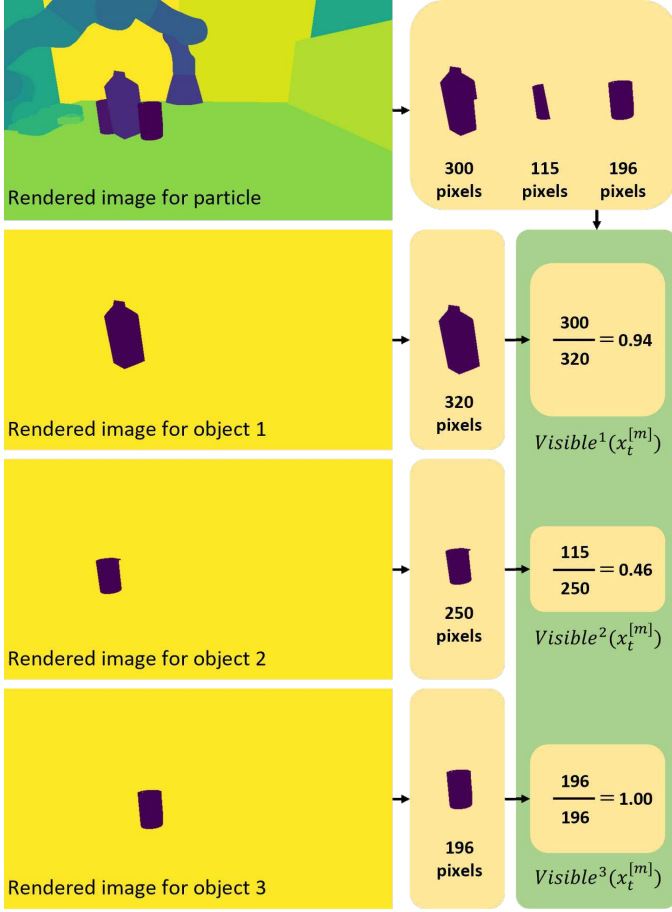 Rendered image for particle
300 pixels
115 pixels
196 pixels
Rendered image for object 1
320 pixels
300
320
= 0.94
Visible¹(x_t^{[m]})
Rendered image for object 2
250 pixels
115
250
= 0.46
Visible²(x_t^{[m]})
Rendered image for object 3
196 pixels
196
196
= 1.00
Visible³(x_t^{[m]})